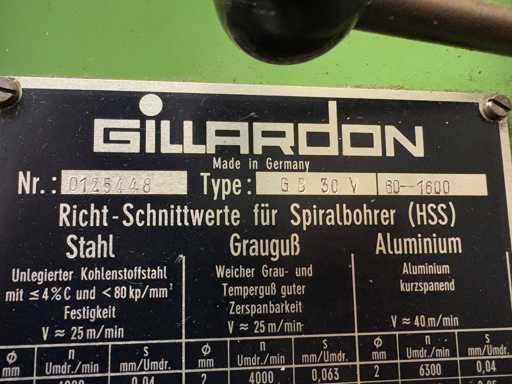 GILLARDON
Made in Germany
Nr.: 0125448 Type: G B 30 V 60--1600
Richt-Schnittwerte für Spiralbohrer (HSS)
Stahl Grauguß Aluminium
Unlegierter Kohlenstoffstahl Weicher Grau- und Aluminium
mit ≤4%C und <80 kp/mm² Temperguß guter kurzspanend
Festigkeit Zerspanbarkeit
V ≈ 25 m/min V ≈ 25 m/min V ≈ 40 m/min
Ø n s Ø n s Ø n s
mm Umdr./min mm/Umdr. mm Umdr./min mm/Umdr. mm Umdr./min mm/Umdr.
0,04 2 4000 0,063 2 6300 0,04